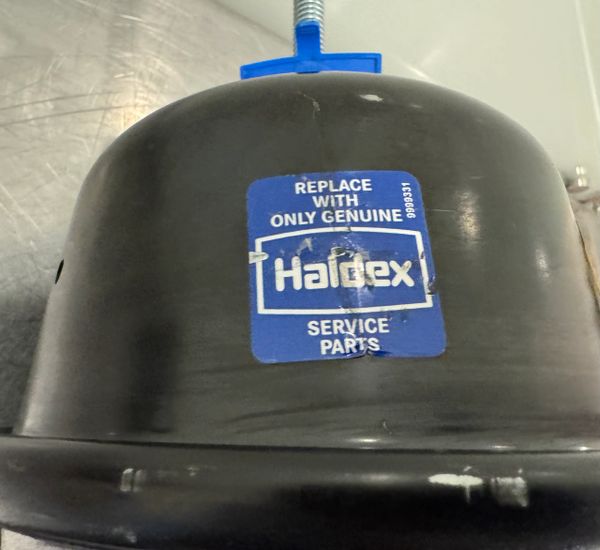 REPLACE
WITH
ONLY GENUINE
9999331
Haldex
SERVICE
PARTS